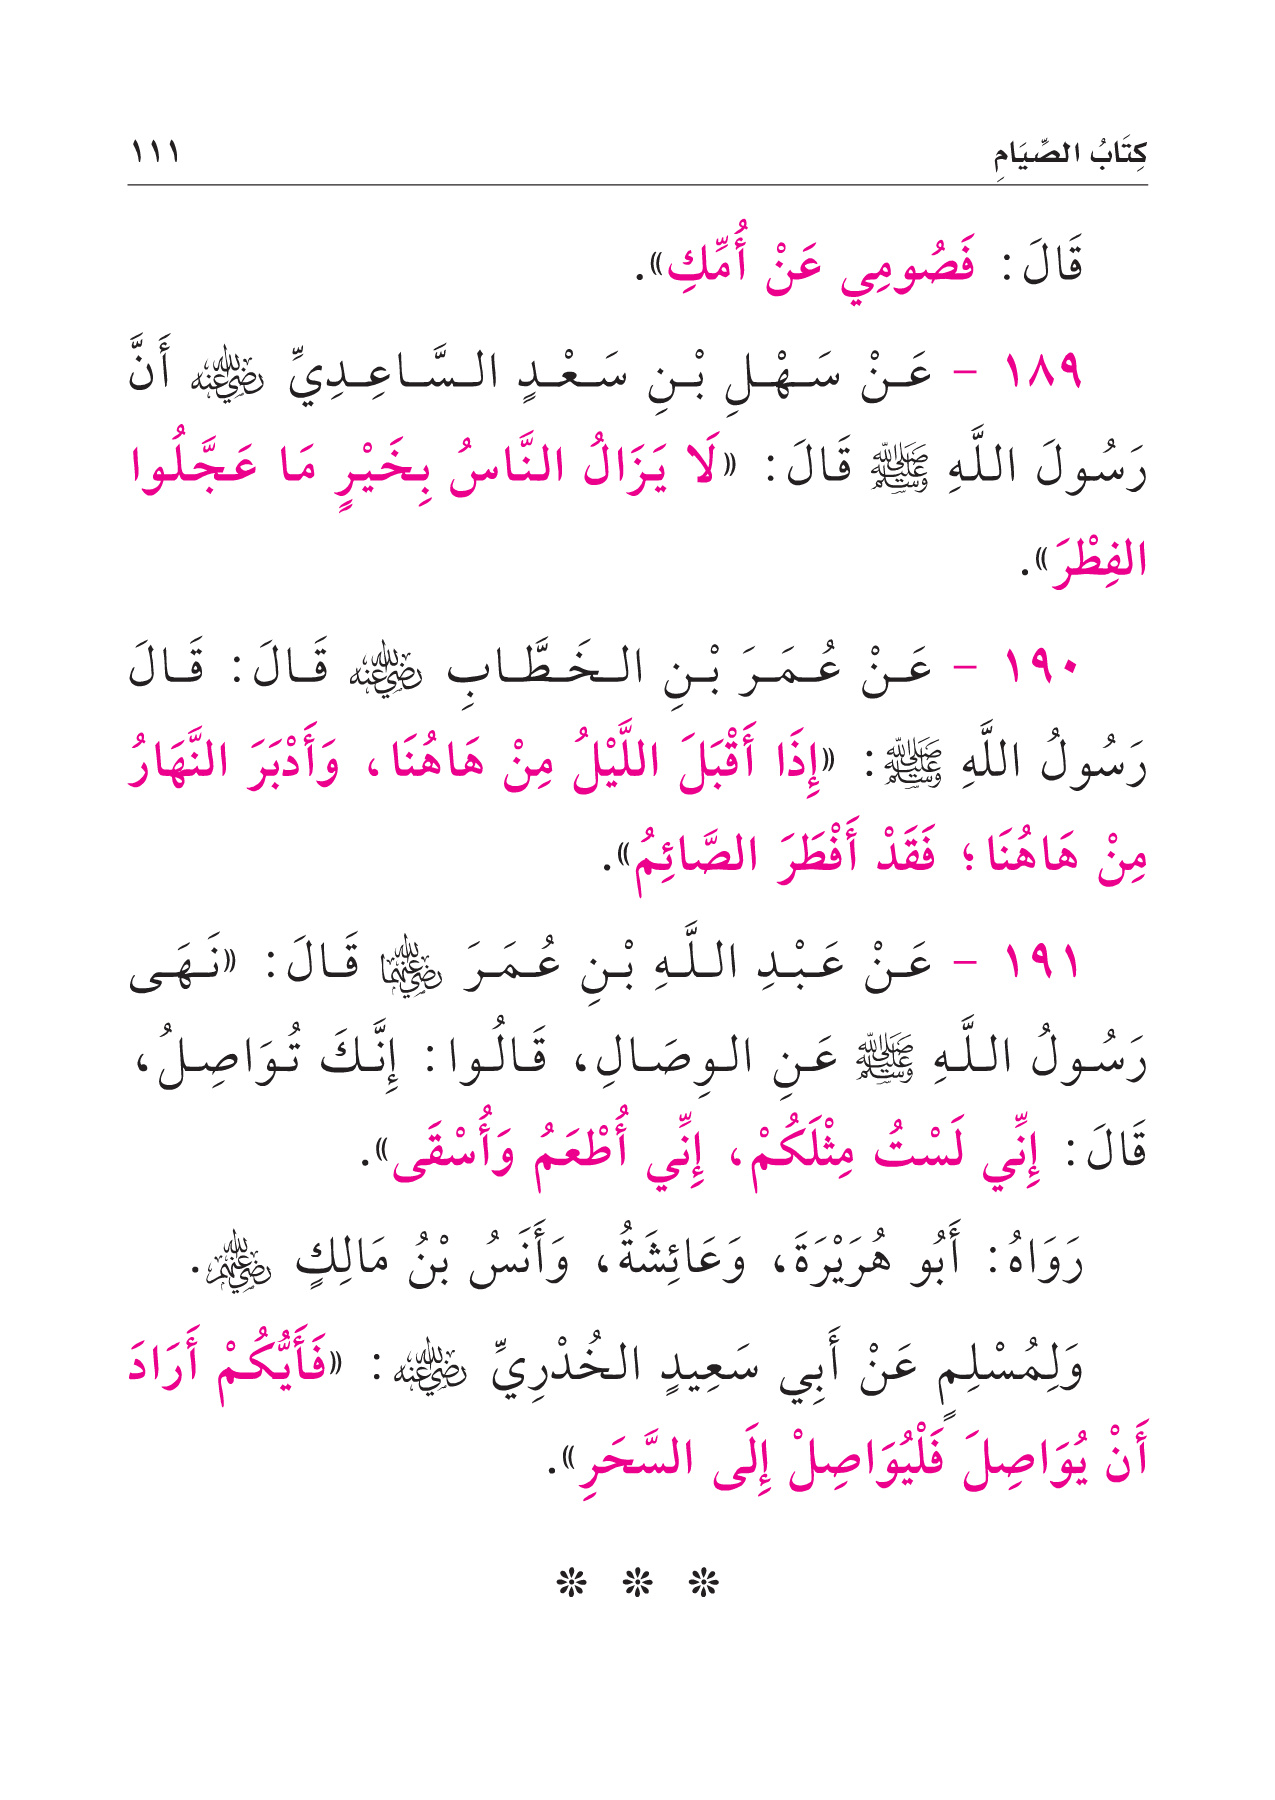 كِتَابُ الصِّيَامِ ١١١
قَالَ: فَصُومِي عَنْ أُمِّكِ».
١٨٩ - عَنْ سَهْلِ بْنِ سَعْدٍ السَّاعِدِيِّ رضي الله عنه أَنَّ
رَسُولَ اللَّهِ ﷺ قَالَ: «لَا يَزَالُ النَّاسُ بِخَيْرٍ مَا عَجَّلُوا
الفِطْرَ».
١٩٠ - عَنْ عُمَرَ بْنِ الخَطَّابِ رضي الله عنه قَالَ: قَالَ
رَسُولُ اللَّهِ ﷺ: «إِذَا أَقْبَلَ اللَّيْلُ مِنْ هَاهُنَا، وَأَدْبَرَ النَّهَارُ
مِنْ هَاهُنَا؛ فَقَدْ أَفْطَرَ الصَّائِمُ».
١٩١ - عَنْ عَبْدِ اللَّهِ بْنِ عُمَرَ رضي الله عنهما قَالَ: «نَهَى
رَسُولُ اللَّهِ ﷺ عَنِ الوِصَالِ، قَالُوا: إِنَّكَ تُوَاصِلُ،
قَالَ: إِنِّي لَسْتُ مِثْلَكُمْ، إِنِّي أُطْعَمُ وَأُسْقَى».
رَوَاهُ: أَبُو هُرَيْرَةَ، وَعَائِشَةُ، وَأَنَسُ بْنُ مَالِكٍ رضي الله عنهم.
وَلِمُسْلِمٍ عَنْ أَبِي سَعِيدٍ الخُدْرِيِّ رضي الله عنه: «فَأَيُّكُمْ أَرَادَ
أَنْ يُوَاصِلَ فَلْيُوَاصِلْ إِلَى السَّحَرِ».